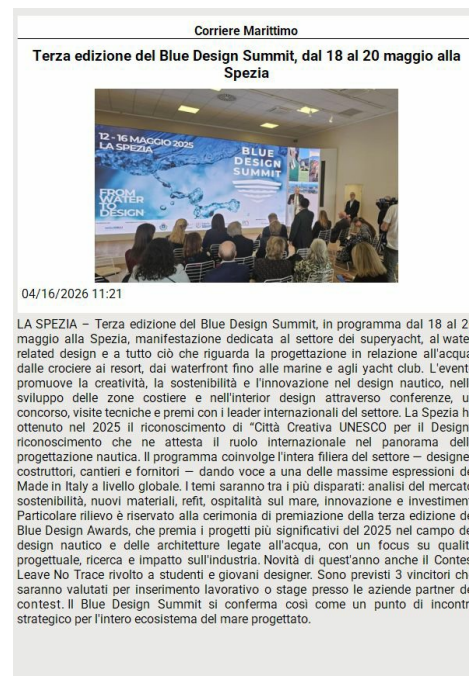 Corriere Marittimo
Terza edizione del Blue Design Summit, dal 18 al 20 maggio alla
Spezia
12 - 16 MAGGIO 2025
LA SPEZIA
BLUE
DESIGN
SUMMIT
FROM
WATER
TO
DESIGN
04/16/2026 11:21
LA SPEZIA – Terza edizione del Blue Design Summit, in programma dal 18 al 2
maggio alla Spezia, manifestazione dedicata al settore dei superyacht, al wate
related design e a tutto ciò che riguarda la progettazione in relazione all'acqua
dalle crociere ai resort, dai waterfront fino alle marine e agli yacht club. L'event
promuove la creatività, la sostenibilità e l'innovazione nel design nautico, nell
sviluppo delle zone costiere e nell'interior design attraverso conferenze, u
concorso, visite tecniche e premi con i leader internazionali del settore. La Spezia h
ottenuto nel 2025 il riconoscimento di "Città Creativa UNESCO per il Design
riconoscimento che ne attesta il ruolo internazionale nel panorama dell
progettazione nautica. Il programma coinvolge l'intera filiera del settore — designe
costruttori, cantieri e fornitori — dando voce a una delle massime espressioni de
Made in Italy a livello globale. I temi saranno tra i più disparati: analisi del mercato
sostenibilità, nuovi materiali, refit, ospitalità sul mare, innovazione e investiment
Particolare rilievo è riservato alla cerimonia di premiazione della terza edizione de
Blue Design Awards, che premia i progetti più significativi del 2025 nel campo de
design nautico e delle architetture legate all'acqua, con un focus su qualit
progettuale, ricerca e impatto sull'industria. Novità di quest'anno anche il Contes
Leave No Trace rivolto a studenti e giovani designer. Sono previsti 3 vincitori ch
saranno valutati per inserimento lavorativo o stage presso le aziende partner de
contest. Il Blue Design Summit si conferma così come un punto di incontr
strategico per l'intero ecosistema del mare progettato.